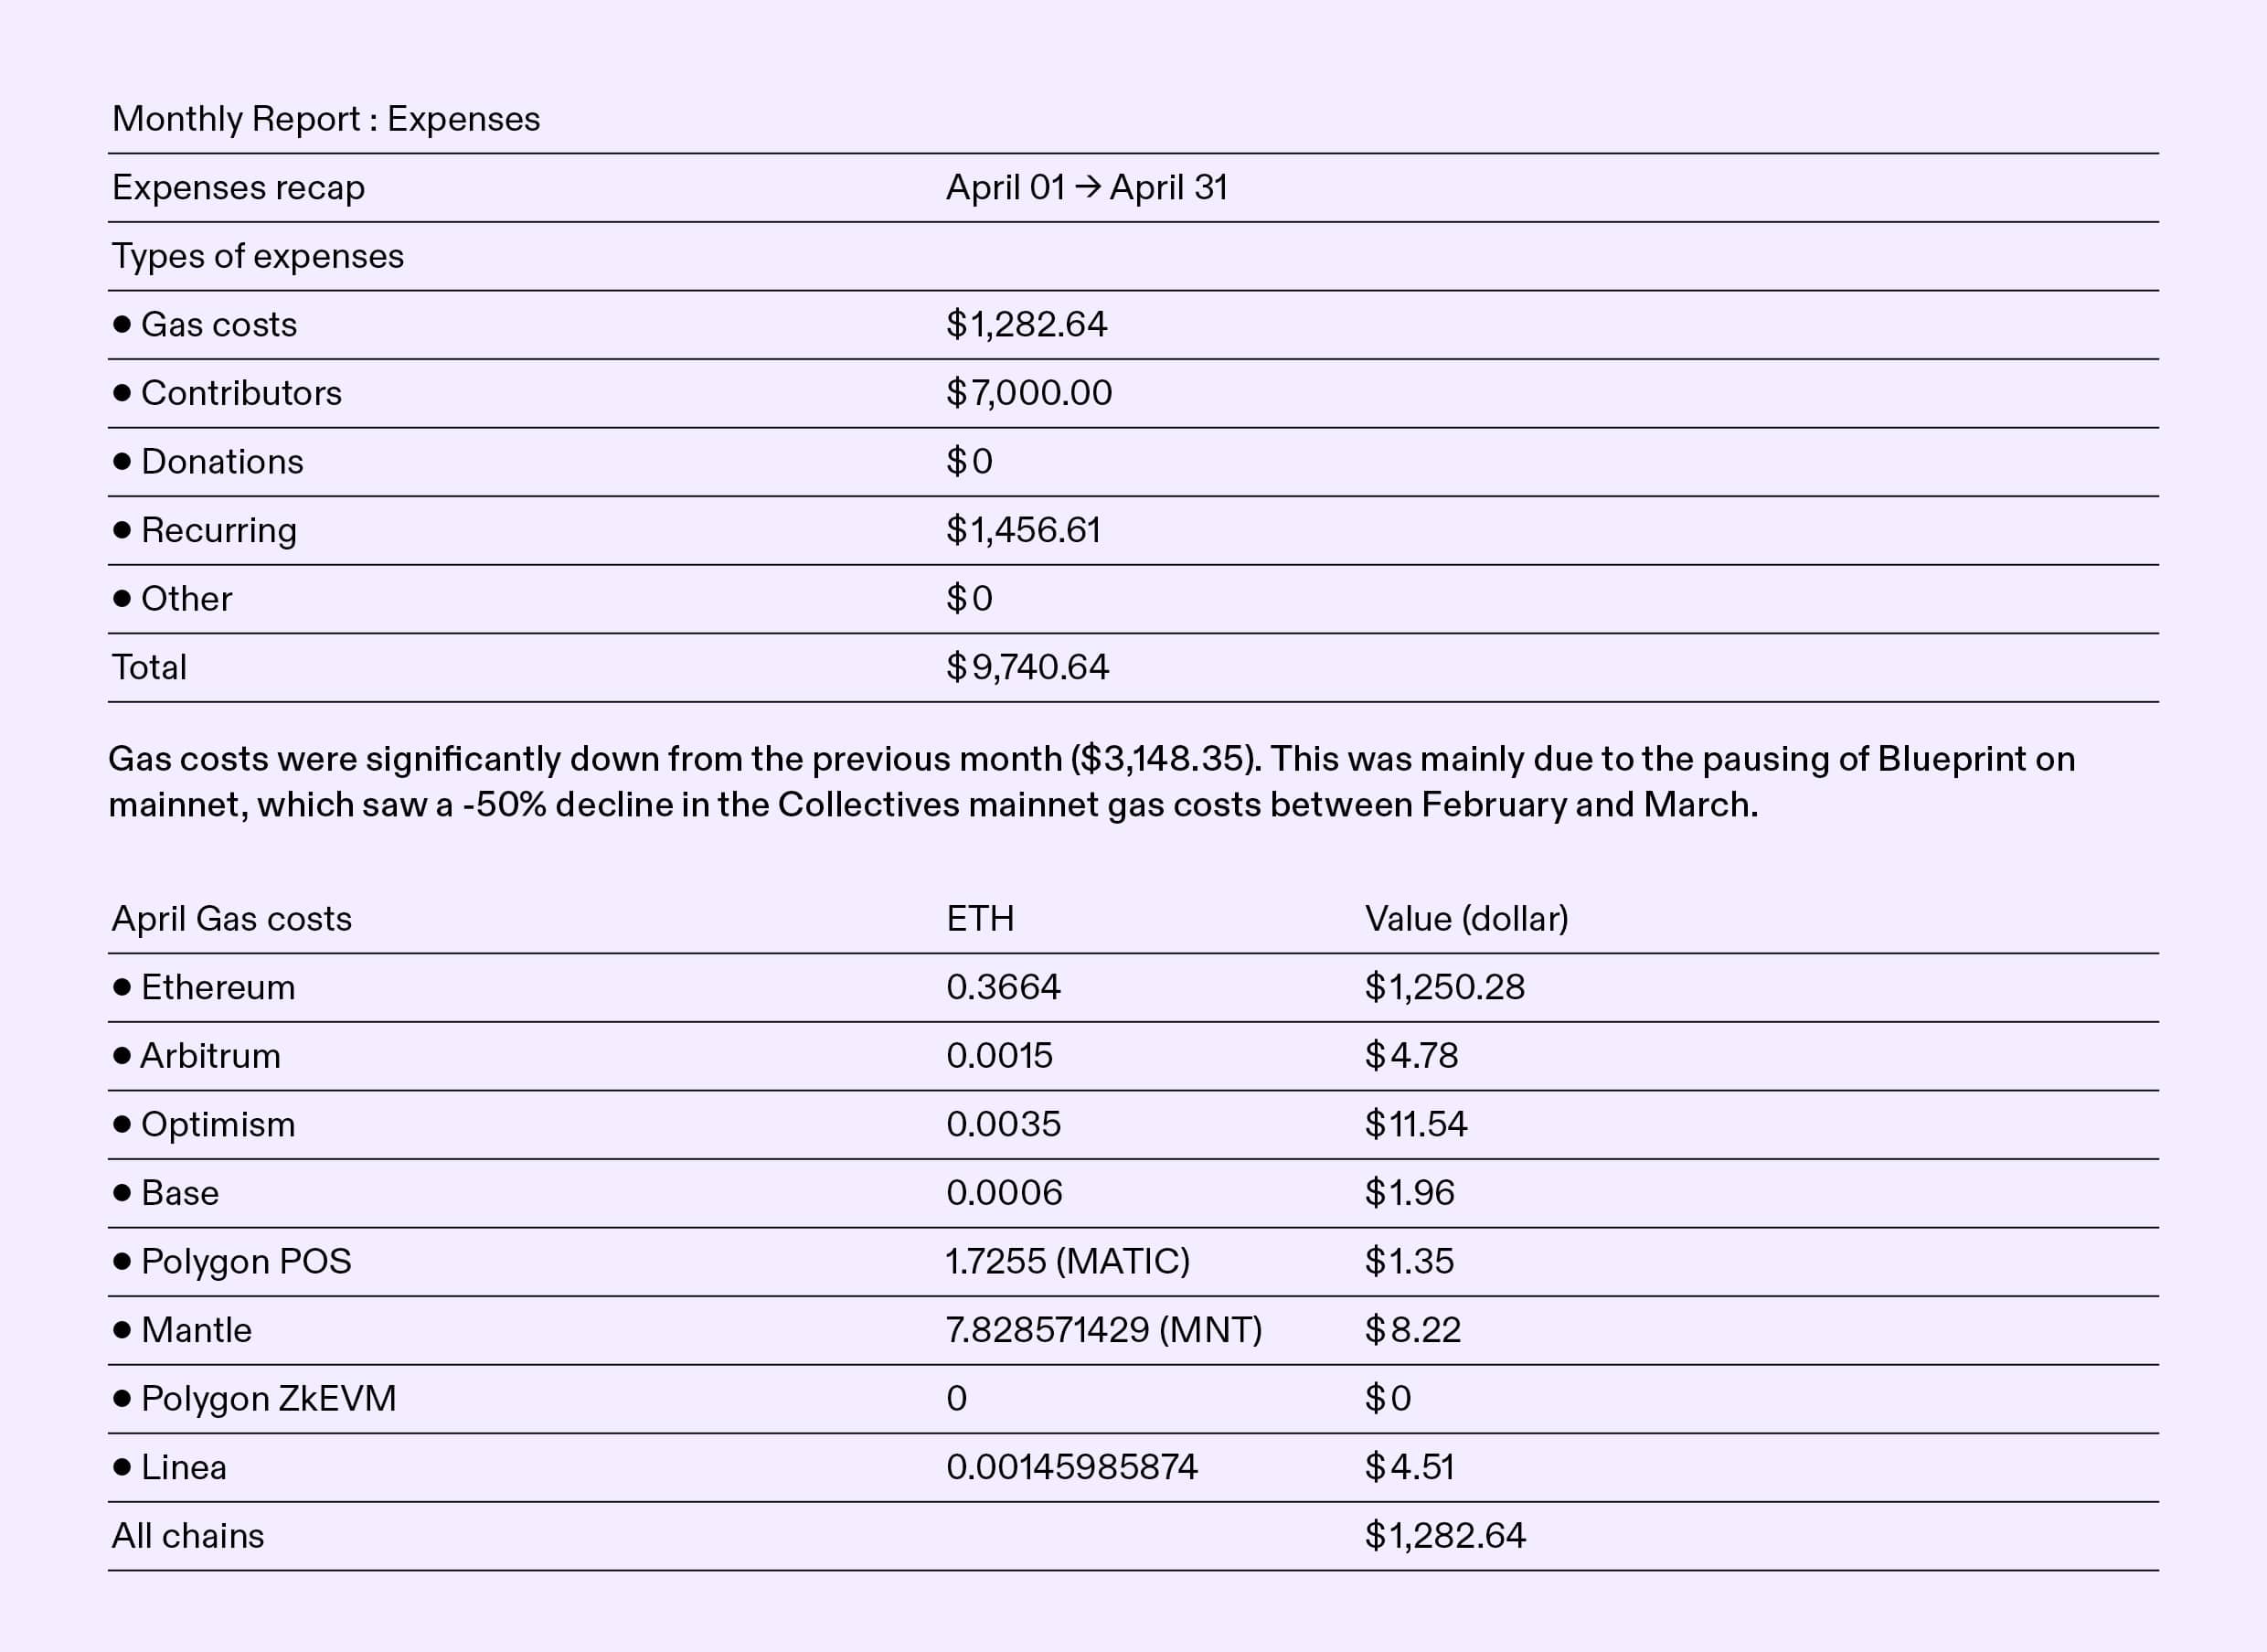 Monthly Report : Expenses
Expenses recap April 01 → April 31
Types of expenses
● Gas costs $1,282.64
● Contributors $7,000.00
● Donations $0
● Recurring $1,456.61
● Other $0
Total $9,740.64
Gas costs were significantly down from the previous month ($3,148.35). This was mainly due to the pausing of Blueprint on
mainnet, which saw a -50% decline in the Collectives mainnet gas costs between February and March.
April Gas costs ETH Value (dollar)
● Ethereum 0.3664 $1,250.28
● Arbitrum 0.0015 $4.78
● Optimism 0.0035 $11.54
● Base 0.0006 $1.96
● Polygon POS 1.7255 (MATIC) $1.35
● Mantle 7.828571429 (MNT) $8.22
● Polygon ZkEVM 0 $0
● Linea 0.00145985874 $4.51
All chains $1,282.64